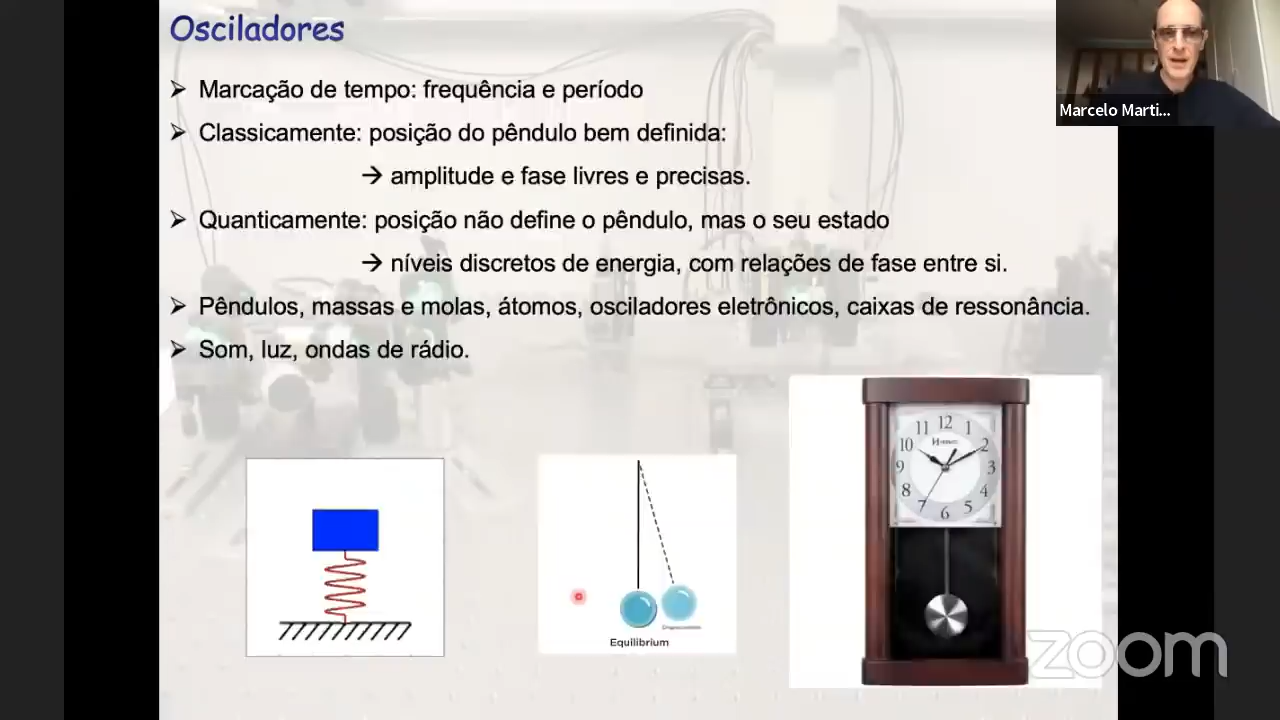 Osciladores
Marcelo Marti...
➢ Marcação de tempo: frequência e período
➢ Classicamente: posição do pêndulo bem definida:
→ amplitude e fase livres e precisas.
➢ Quanticamente: posição não define o pêndulo, mas o seu estado
→ níveis discretos de energia, com relações de fase entre si.
➢ Pêndulos, massas e molas, átomos, osciladores eletrônicos, caixas de ressonância.
➢ Som, luz, ondas de rádio.
Equilibrium
11 12 1
10 2
9 3
8 4
7 6 5
zoom